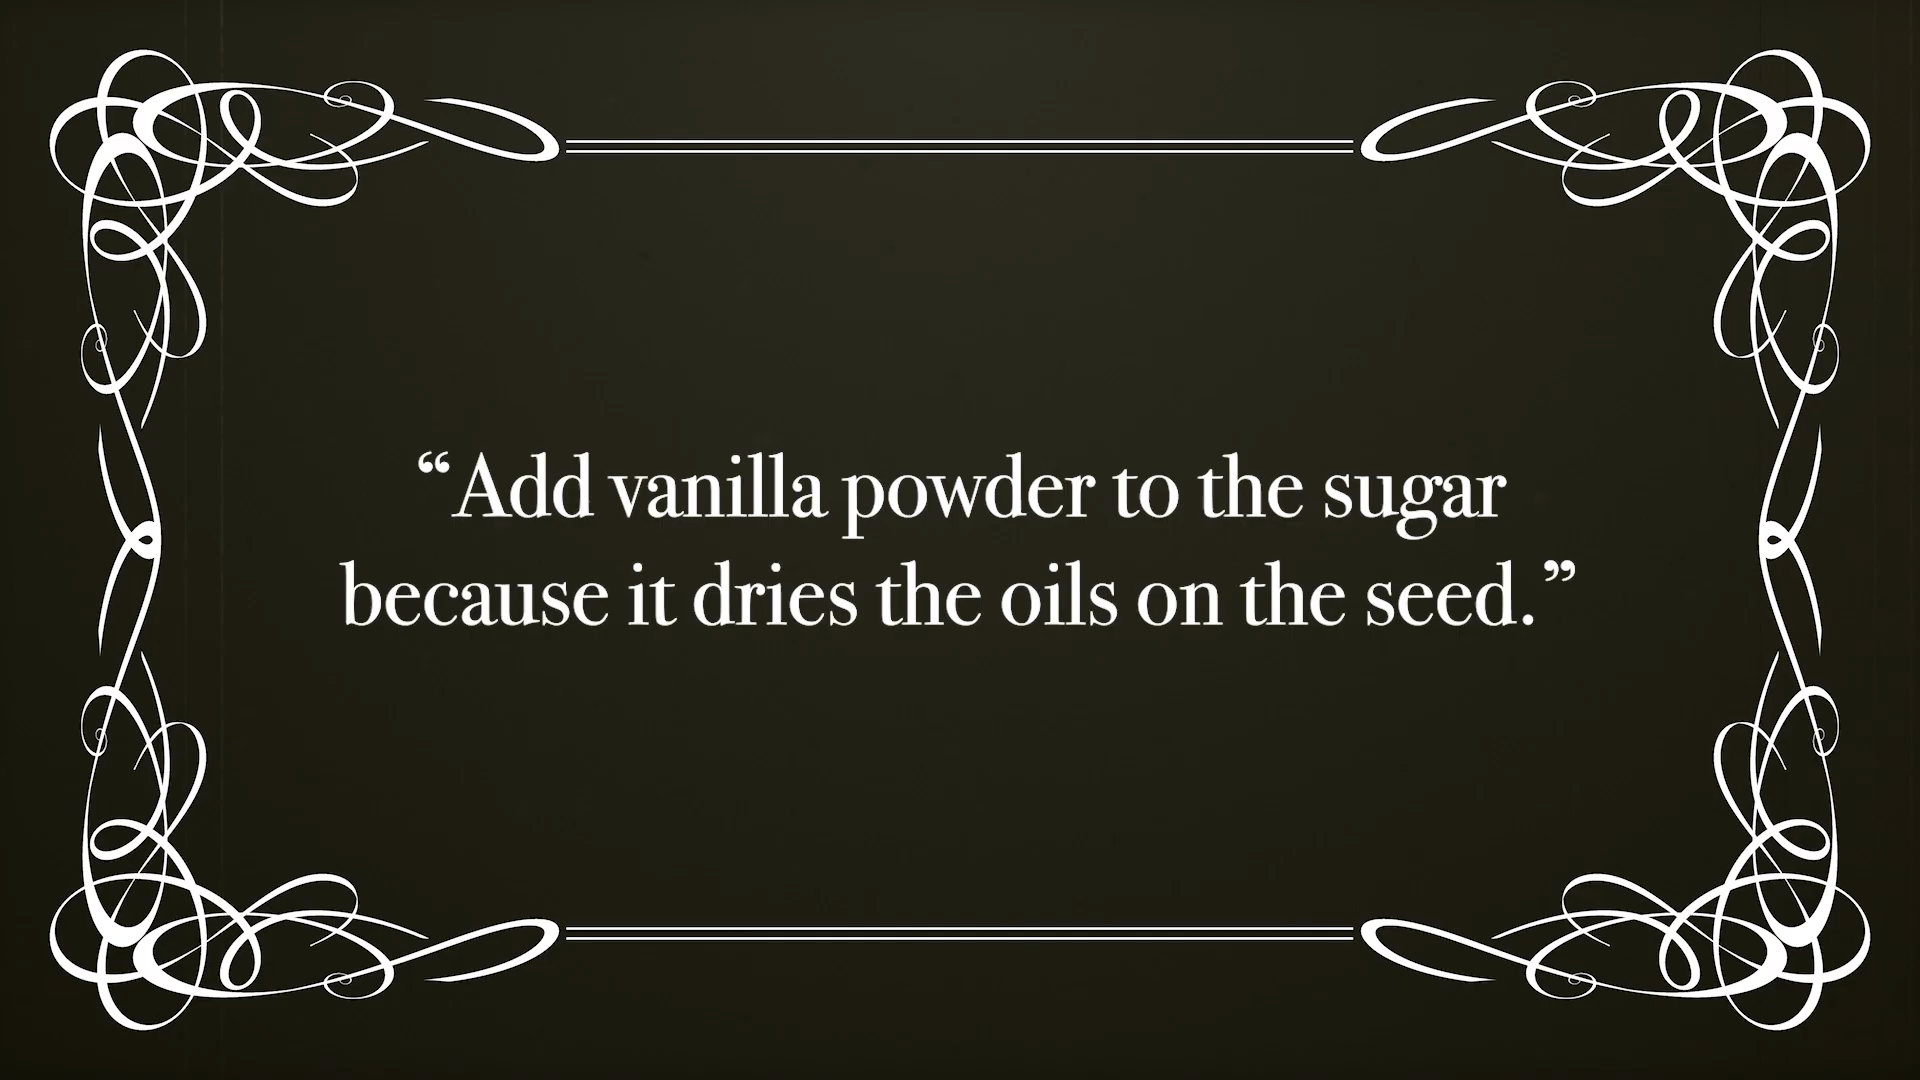 “Add vanilla powder to the sugar
because it dries the oils on the seed.”